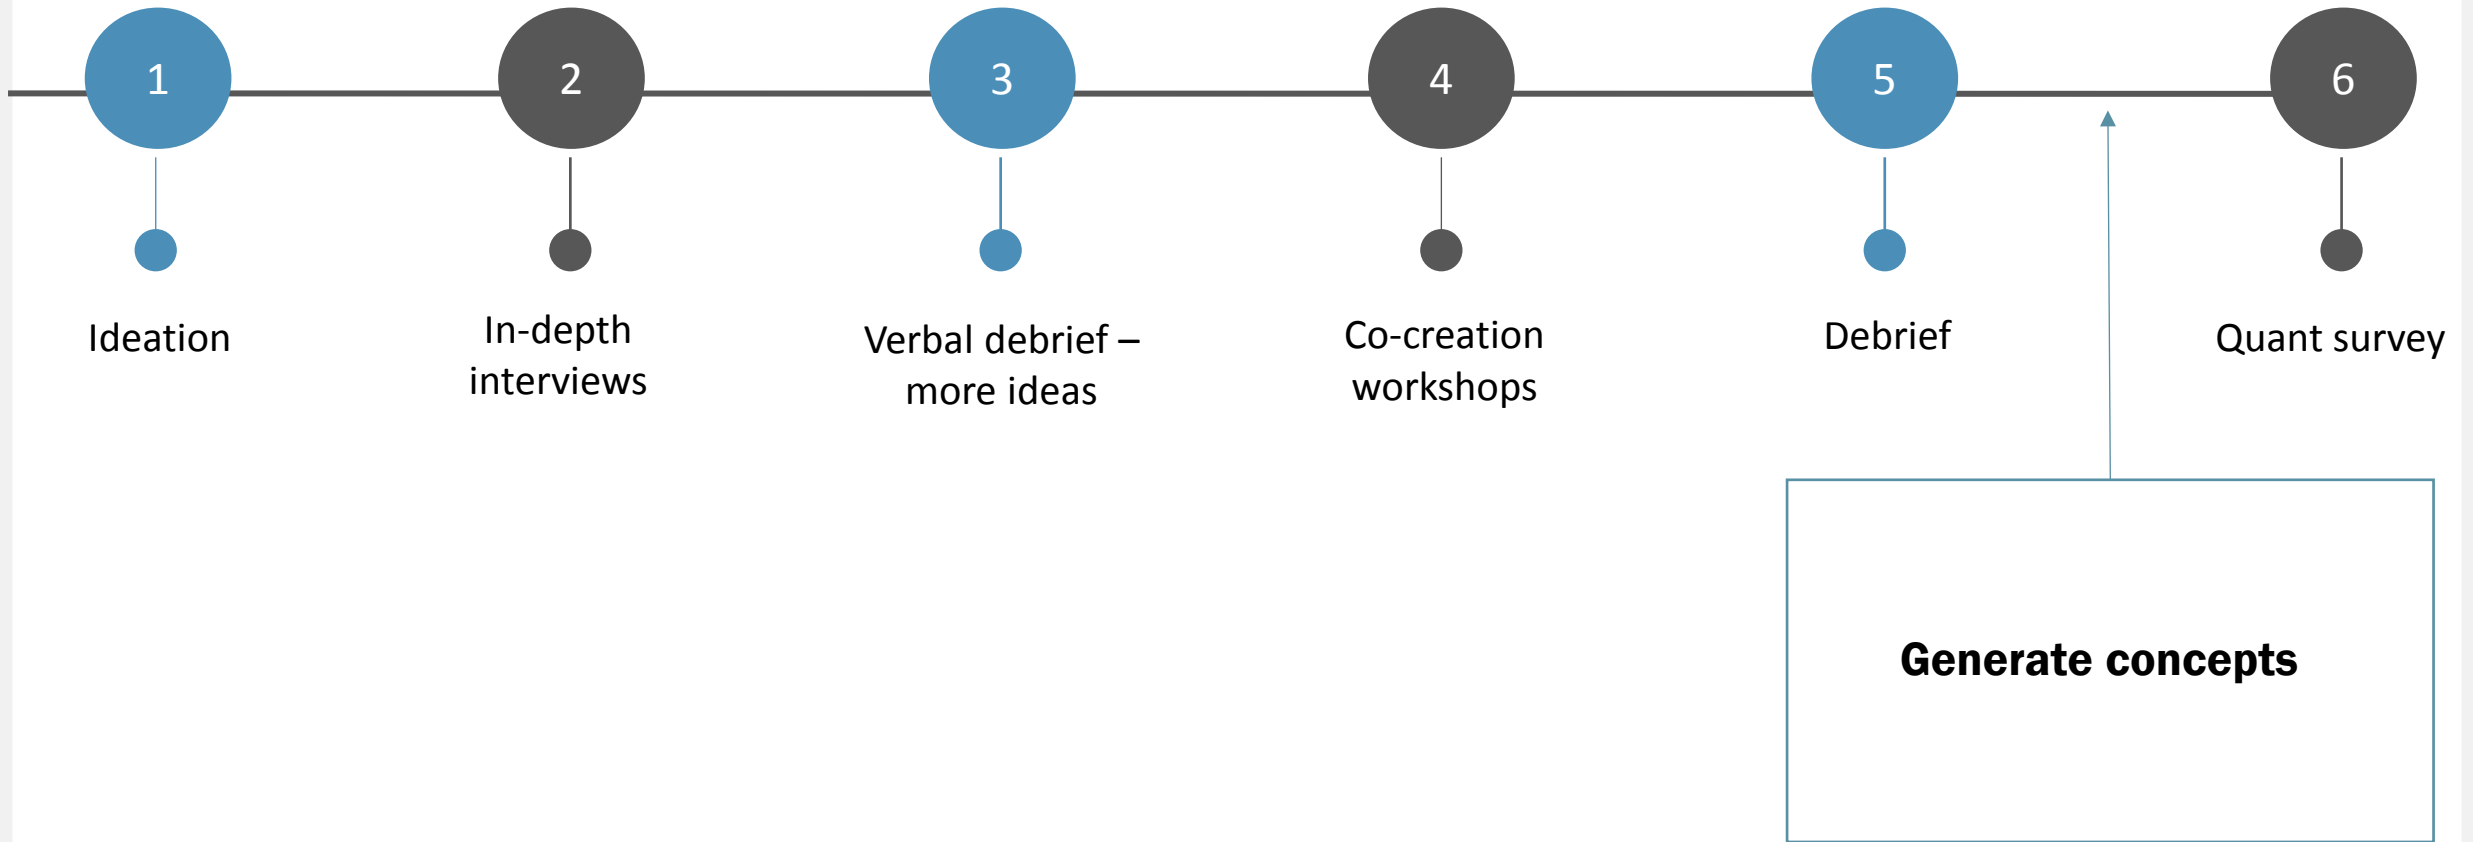 1
2
3
4
5
6
Ideation
In-depth
interviews
Verbal debrief –
more ideas
Co-creation
workshops
Debrief
Quant survey
Generate concepts